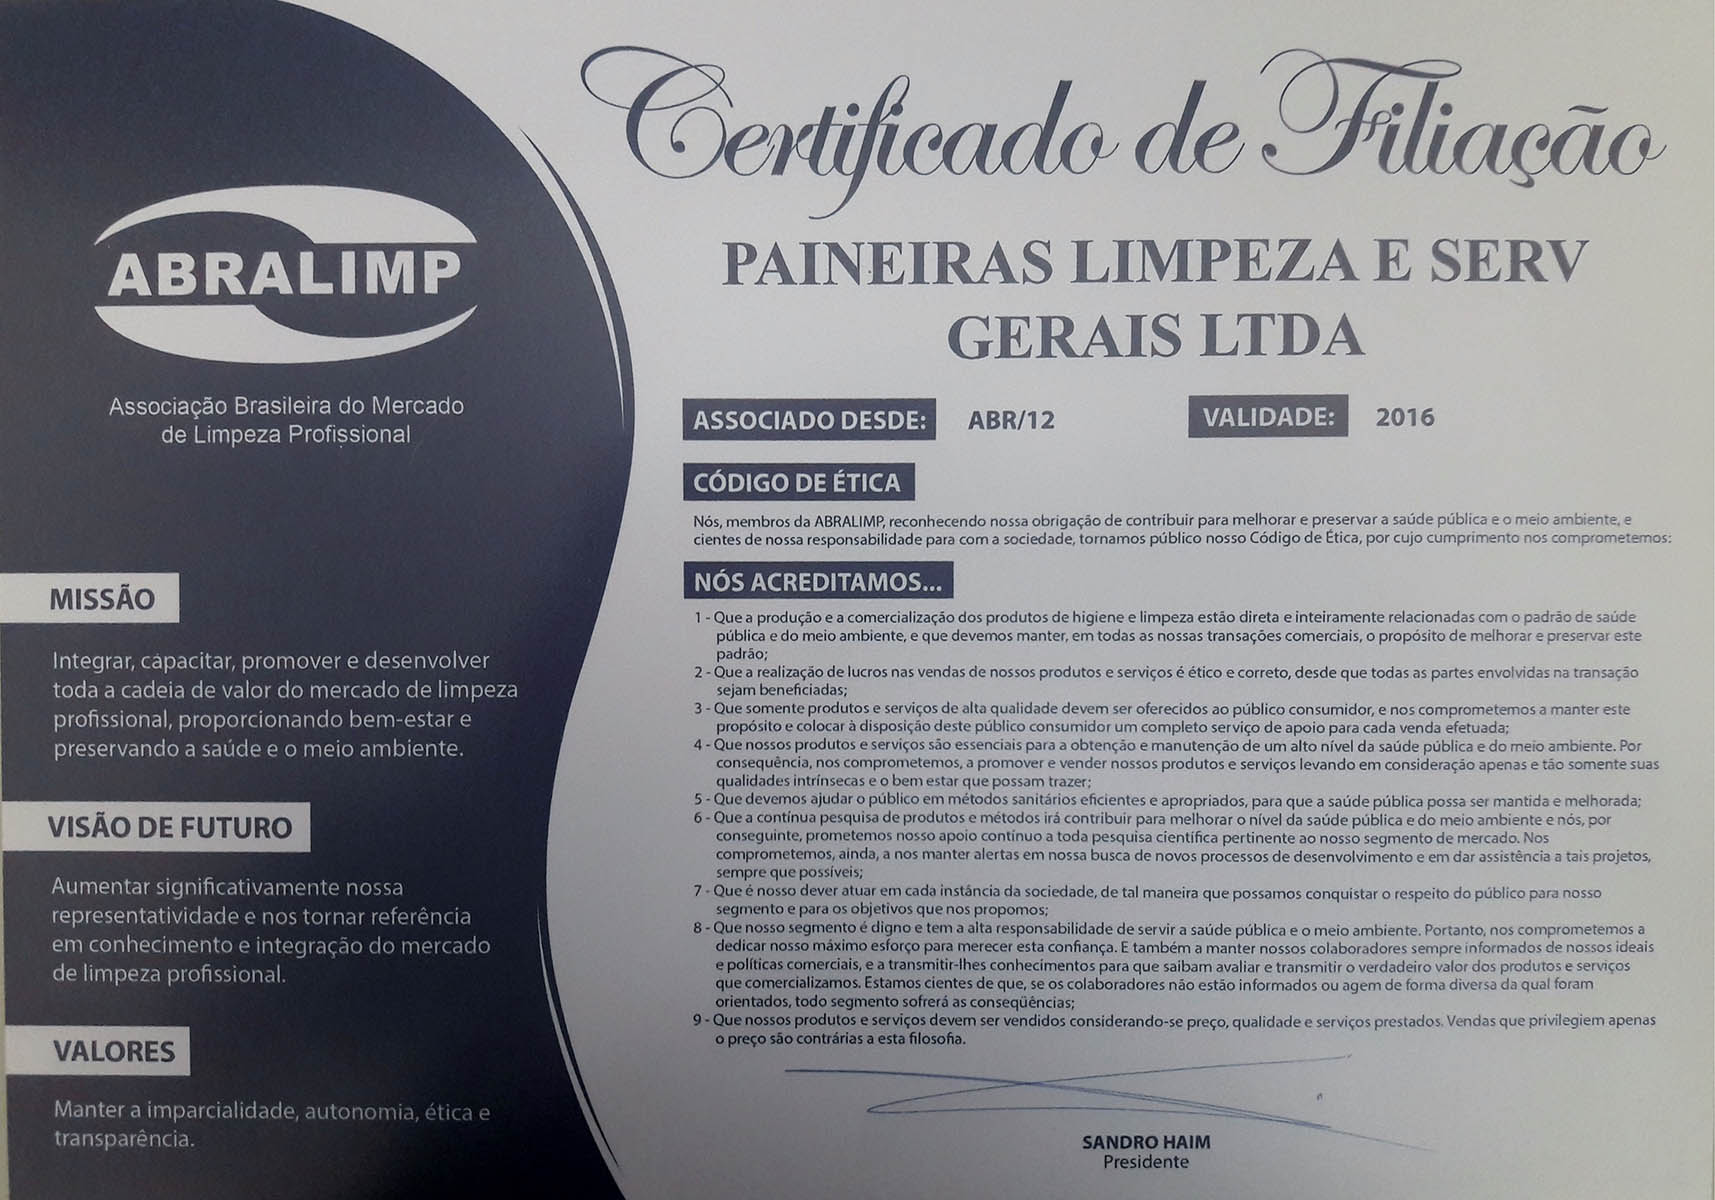 Certificado de Filiação
PAINEIRAS LIMPEZA E SERV
GERAIS LTDA
ABRALIMP
Associação Brasileira do Mercado
de Limpeza Profissional
MISSÃO
Integrar, capacitar, promover e desenvolver
toda a cadeia de valor do mercado de limpeza
profissional, proporcionando bem-estar e
preservando a saúde e o meio ambiente.
VISÃO DE FUTURO
Aumentar significativamente nossa
representatividade e nos tornar referência
em conhecimento e integração do mercado
de limpeza profissional.
VALORES
Manter a imparcialidade, autonomia, ética e
transparência.
ASSOCIADO DESDE: ABR/12 VALIDADE: 2016
CÓDIGO DE ÉTICA
Nós, membros da ABRALIMP, reconhecendo nossa obrigação de contribuir para melhorar e preservar a saúde pública e o meio ambiente, e
cientes de nossa responsabilidade para com a sociedade, tornamos público nosso Código de Ética, por cujo cumprimento nos comprometemos:
NÓS ACREDITAMOS...
1 - Que a produção e a comercialização dos produtos de higiene e limpeza estão direta e inteiramente relacionadas com o padrão de saúde
pública e do meio ambiente, e que devemos manter, em todas as nossas transações comerciais, o propósito de melhorar e preservar este
padrão;
2 - Que a realização de lucros nas vendas de nossos produtos e serviços é ético e correto, desde que todas as partes envolvidas na transação
sejam beneficiadas;
3 - Que somente produtos e serviços de alta qualidade devem ser oferecidos ao público consumidor, e nos comprometemos a manter este
propósito e colocar à disposição deste público consumidor um completo serviço de apoio para cada venda efetuada;
4 - Que nossos produtos e serviços são essenciais para a obtenção e manutenção de um alto nível da saúde pública e do meio ambiente. Por
consequência, nos comprometemos, a promover e vender nossos produtos e serviços levando em consideração apenas e tão somente suas
qualidades intrínsecas e o bem estar que possam trazer;
5 - Que devemos ajudar o público em métodos sanitários eficientes e apropriados, para que a saúde pública possa ser mantida e melhorada;
6 - Que a contínua pesquisa de produtos e métodos irá contribuir para melhorar o nível da saúde pública e do meio ambiente e nós, por
conseguinte, prometemos nosso apoio contínuo a toda pesquisa científica pertinente ao nosso segmento de mercado. Nos
comprometemos, ainda, a nos manter alertas em nossa busca de novos processos de desenvolvimento e em dar assistência a tais projetos,
sempre que possíveis;
7 - Que é nosso dever atuar em cada instância da sociedade, de tal maneira que possamos conquistar o respeito do público para nosso
segmento e para os objetivos que nos propomos;
8 - Que nosso segmento é digno e tem a alta responsabilidade de servir a saúde pública e o meio ambiente. Portanto, nos comprometemos a
dedicar nosso máximo esforço para merecer esta confiança. E também a manter nossos colaboradores sempre informados de nossos ideais
e políticas comerciais, e a transmitir-lhes conhecimentos para que saibam avaliar e transmitir o verdadeiro valor dos produtos e serviços
que comercializamos. Estamos cientes de que, se os colaboradores não estão informados ou agem de forma diversa da qual foram
orientados, todo segmento sofrerá as conseqüências;
9 - Que nossos produtos e serviços devem ser vendidos considerando-se preço, qualidade e serviços prestados. Vendas que privilegiem apenas
o preço são contrárias a esta filosofia.
SANDRO HAIM
Presidente